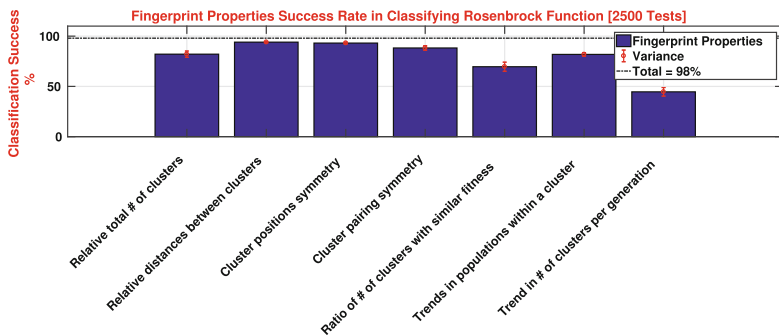 Fingerprint Properties Success Rate in Classifying Rosenbrock Function [2500 Tests]
Classification Success
%
100
50
0
Fingerprint Properties
Variance
Total = 98%
Relative total # of clusters
Relative distances between clusters
Cluster positions symmetry
Cluster pairing symmetry
Ratio of # of clusters with similar fitness
Trends in populations within a cluster
Trend in # of clusters per generation